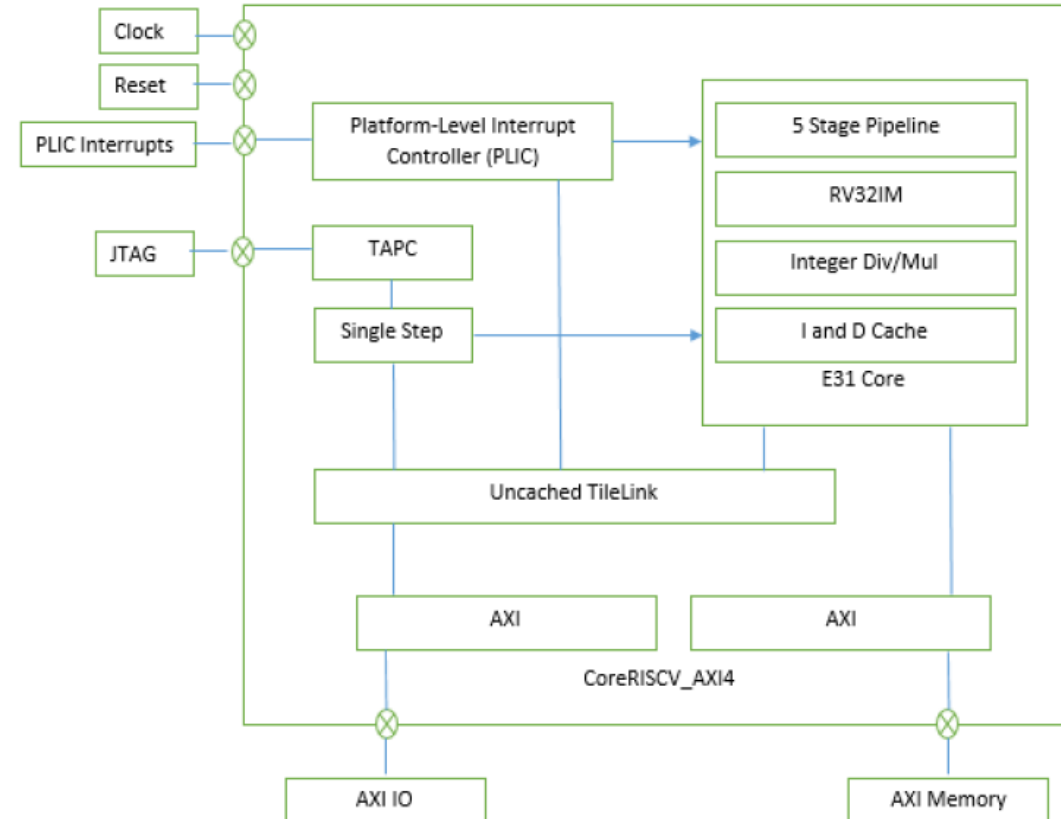 Clock
Reset
PLIC Interrupts
Platform-Level Interrupt
Controller (PLIC)
5 Stage Pipeline
RV32IM
JTAG
TAPC
Integer Div/Mul
Single Step
I and D Cache
E31 Core
Uncached TileLink
AXI
AXI
CoreRISCV_AXI4
AXI IO
AXI Memory